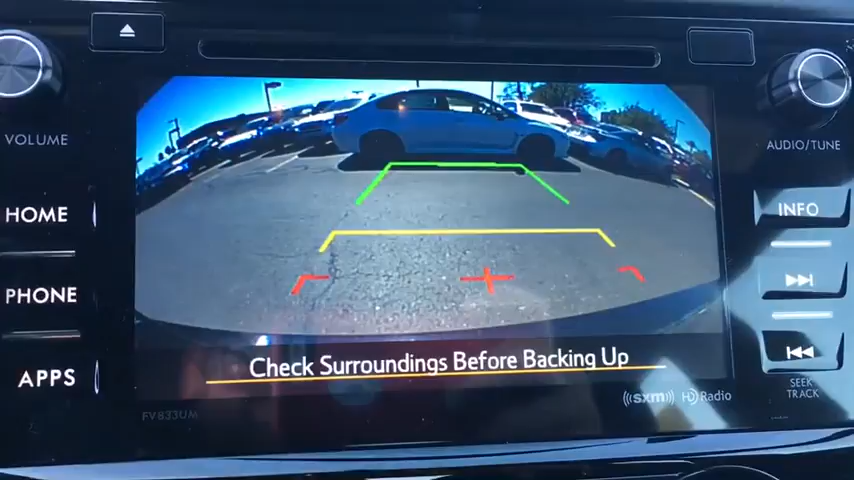 VOLUME
AUDIO/TUNE
HOME
INFO
PHONE
APPS
Check Surroundings Before Backing Up
((SXM))
HD Radio
SEEK
TRACK
FV833UM